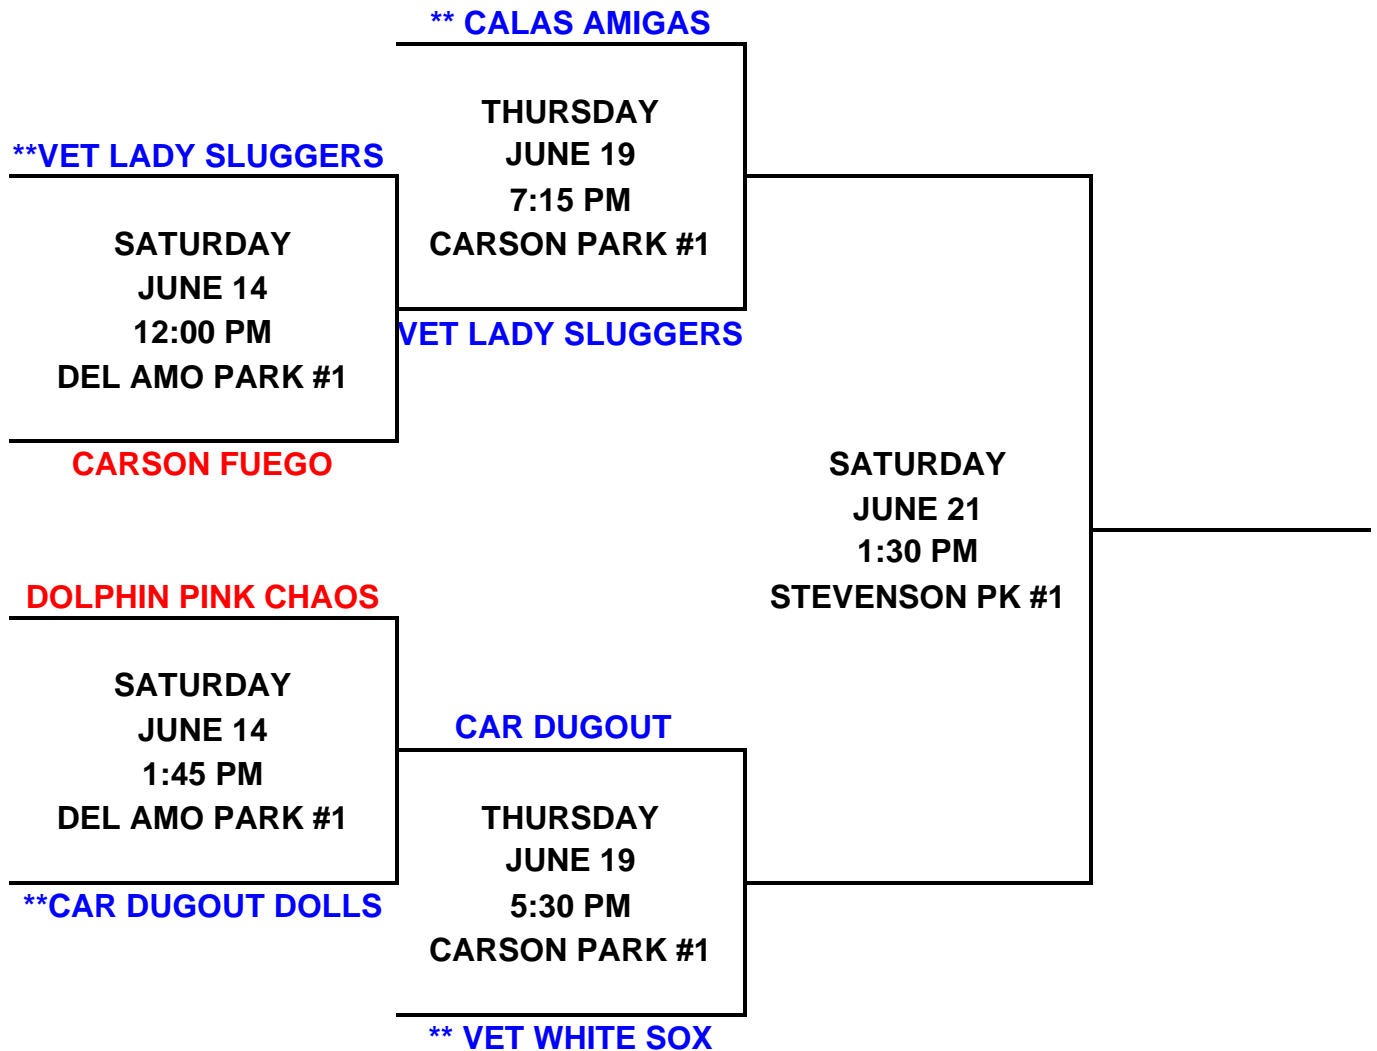 ** CALAS AMIGAS
THURSDAY
JUNE 19
7:15 PM
CARSON PARK #1
VET LADY SLUGGERS
**VET LADY SLUGGERS
SATURDAY
JUNE 14
12:00 PM
DEL AMO PARK #1
CARSON FUEGO
SATURDAY
JUNE 21
1:30 PM
STEVENSON PK #1
DOLPHIN PINK CHAOS
SATURDAY
JUNE 14
1:45 PM
DEL AMO PARK #1
**CAR DUGOUT DOLLS
CAR DUGOUT
THURSDAY
JUNE 19
5:30 PM
CARSON PARK #1
** VET WHITE SOX